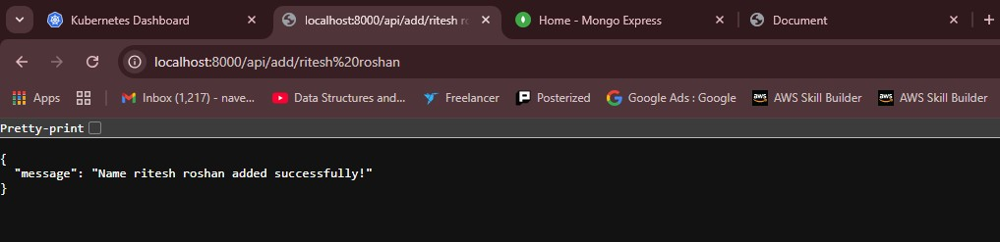 Kubernetes Dashboard
localhost:8000/api/add/ritesh ro
Home - Mongo Express
Document
localhost:8000/api/add/ritesh%20roshan
Apps
Inbox (1,217) - nave...
Data Structures and...
Freelancer
Posterized
Google Ads : Google
aws
AWS Skill Builder
aws
AWS Skill Builder
Pretty-print
{
"message": "Name ritesh roshan added successfully!"
}